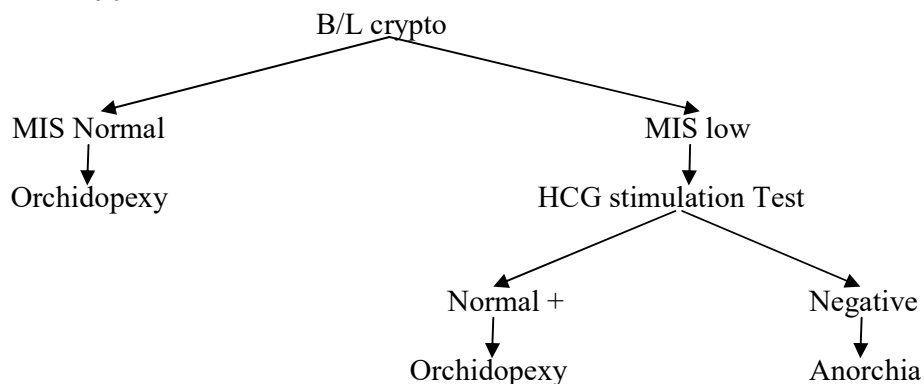 B/L crypto
MIS Normal MIS low
Orchidopexy HCG stimulation Test
Normal + Negative
Orchidopexy Anorchia